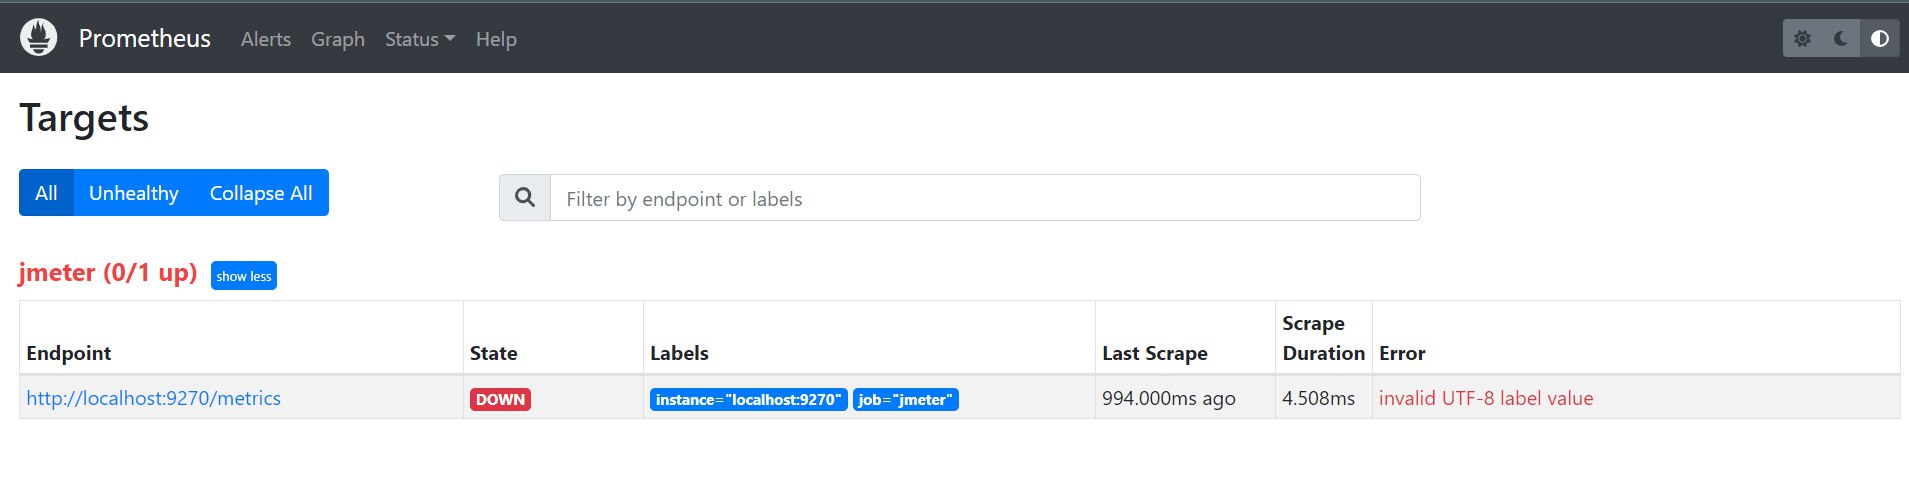 Prometheus Alerts Graph Status Help
Targets
All Unhealthy Collapse All
Filter by endpoint or labels
jmeter (0/1 up) show less
Endpoint State Labels Last Scrape Scrape Duration Error
http://localhost:9270/metrics DOWN instance="localhost:9270" job="jmeter" 994.000ms ago 4.508ms invalid UTF-8 label value